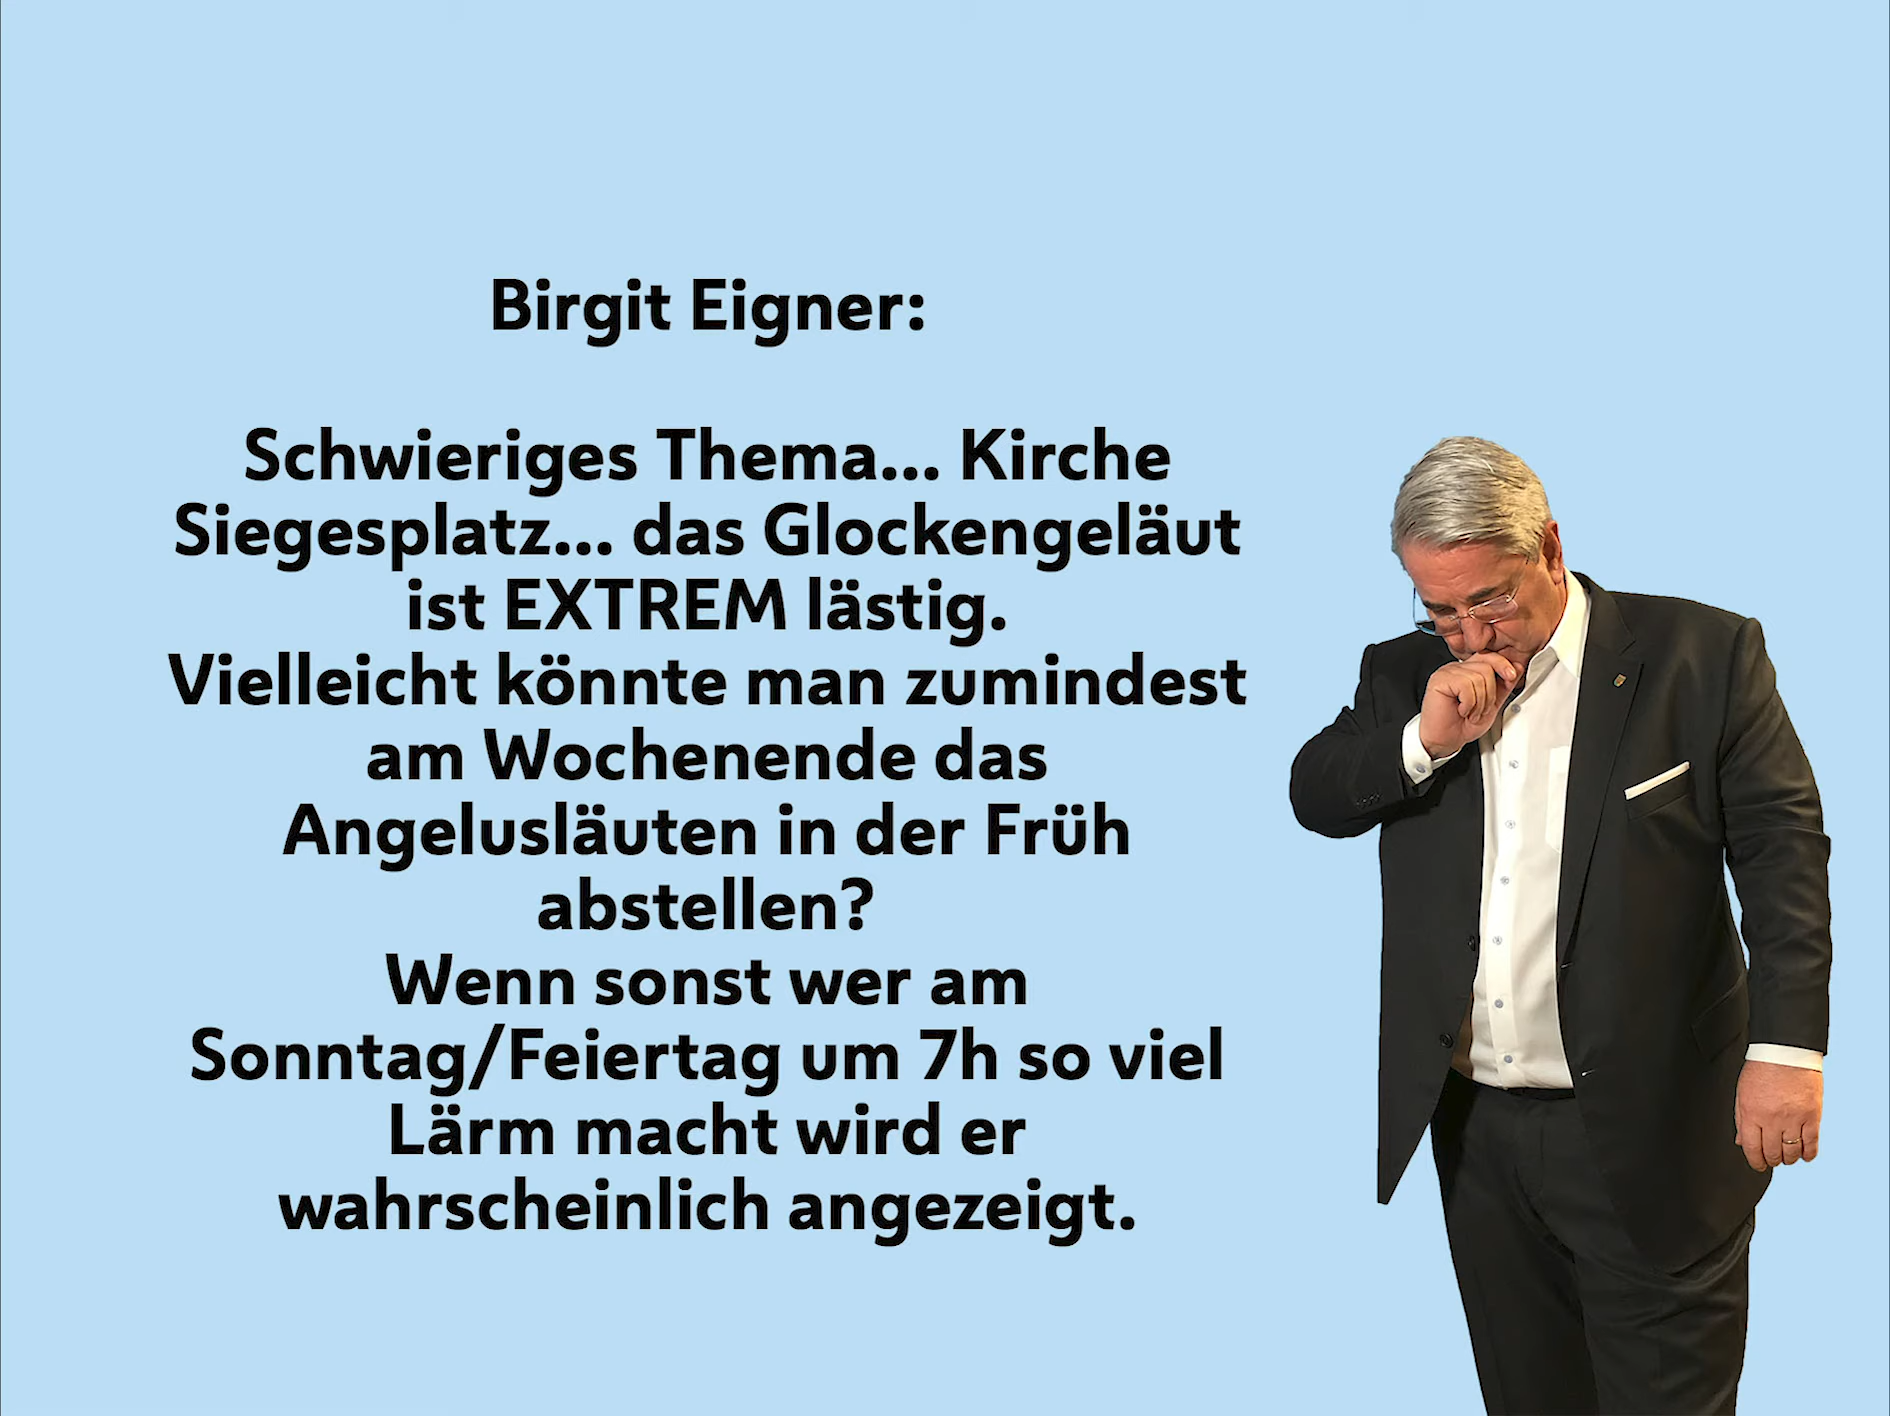 Birgit Eigner:
Schwieriges Thema... Kirche
Siegesplatz... das Glockengeläut
ist EXTREM lästig.
Vielleicht könnte man zumindest
am Wochenende das
Angelusläuten in der Früh
abstellen?
Wenn sonst wer am
Sonntag/Feiertag um 7h so viel
Lärm macht wird er
wahrscheinlich angezeigt.